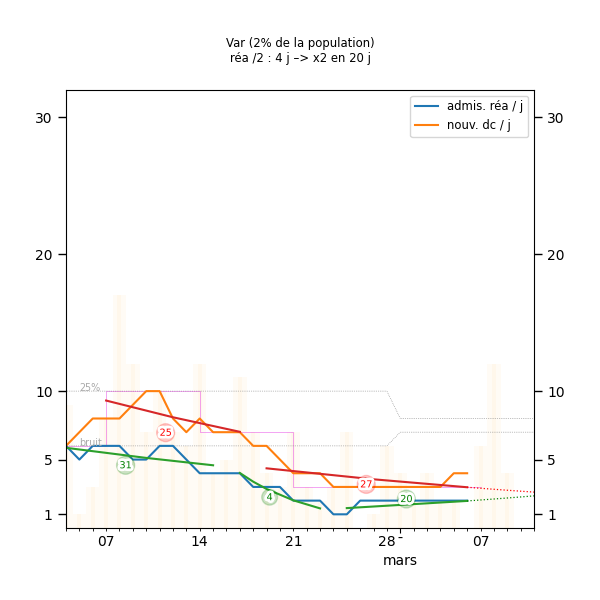 Var (2% de la population)
réa /2 : 4 j –> x2 en 20 j
admis. réa / j
nouv. dc / j
30 30
20 20
25%
10 10
25
bruit
31
5 5
27
4 20
1 1
07 14 21 28 07
mars